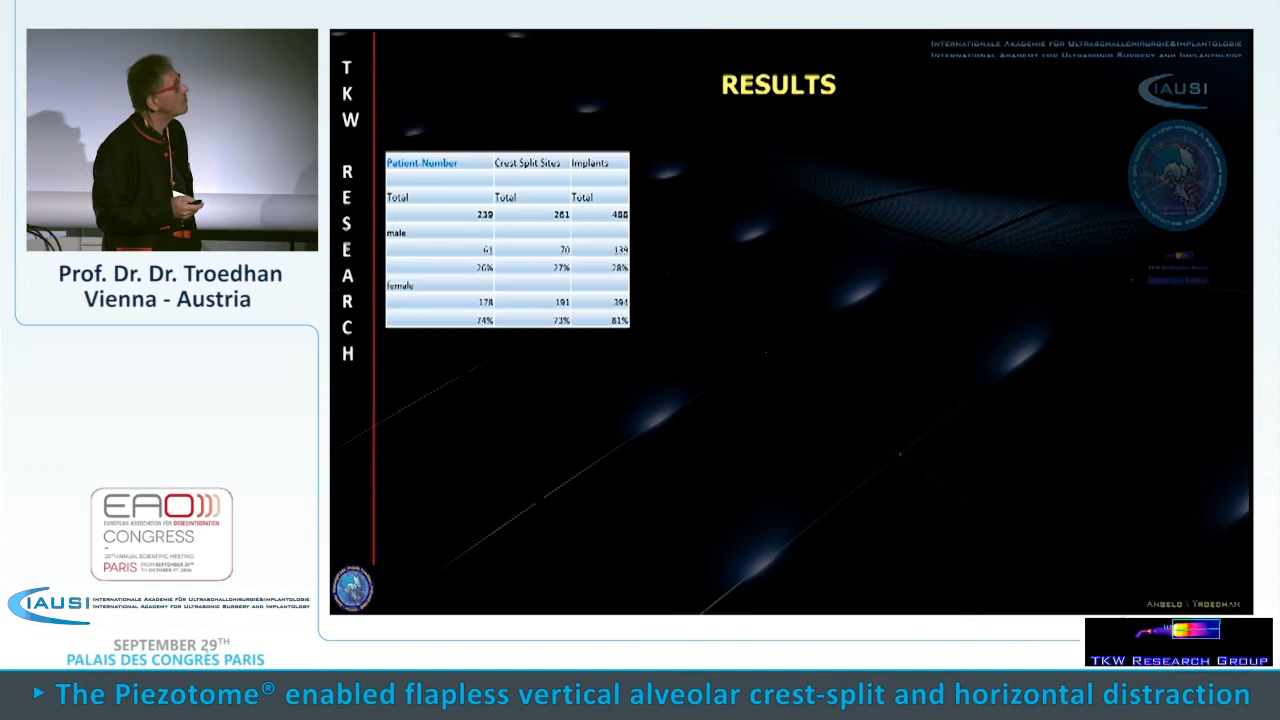 Prof. Dr. Dr. Troedhan
Vienna - Austria
EAO
EUROPEAN ASSOCIATION FOR OSSEOINTEGRATION
CONGRESS
PARIS
IAUSI
INTERNATIONALE AKADEMIE FÜR ULTRASCHALLCHIRURGIE&IMPLANTOLOGIE
INTERNATIONAL ACADEMY FOR ULTRASONIC SURGERY AND IMPLANTOLOGY
SEPTEMBER 29TH
PALAIS DES CONGRÈS PARIS
TKW RESEARCH
INTERNATIONALE AKADEMIE FÜR ULTRASCHALLCHIRURGIE&IMPLANTOLOGIE
INTERNATIONAL ACADEMY FOR ULTRASONIC SURGERY AND IMPLANTOLOGY
RESULTS
IAUSI
Patient-Number Crest Split Sites Implants
Total Total Total
239 261
male
61 70 139
26% 27% 28%
female
178 191 394
74% 73% 81%
ANGELO \ TROEDHAN
TKW RESEARCH GROUP
The Piezotome® enabled flapless vertical alveolar crest-split and horizontal distraction